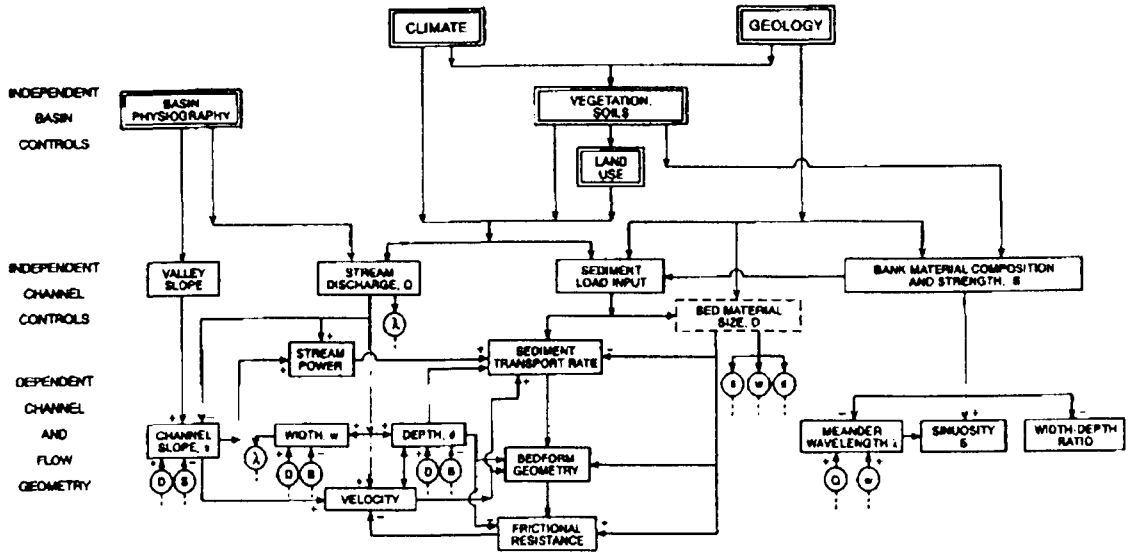 CLIMATE
GEOLOGY
INDEPENDENT
BASIN
CONTROLS
BASIN
PHYSIOGRAPHY
VEGETATION,
SOILS
LAND
USE
INDEPENDENT
CHANNEL
CONTROLS
VALLEY
SLOPE
STREAM
DISCHARGE, Q
SEDIMENT
LOAD INPUT
BANK MATERIAL COMPOSITION
AND STRENGTH, B
BED MATERIAL
SIZE, D
λ
STREAM
POWER
SEDIMENT
TRANSPORT RATE
s
w
d
DEPENDENT
CHANNEL
AND
FLOW
GEOMETRY
CHANNEL
SLOPE, s
WIDTH, w
DEPTH, d
MEANDER
WAVELENGTH λ
SINUOSITY
S
WIDTH-DEPTH
RATIO
λ
D
S
D
B
D
B
BEDFORM
GEOMETRY
Q
w
VELOCITY
FRICTIONAL
RESISTANCE